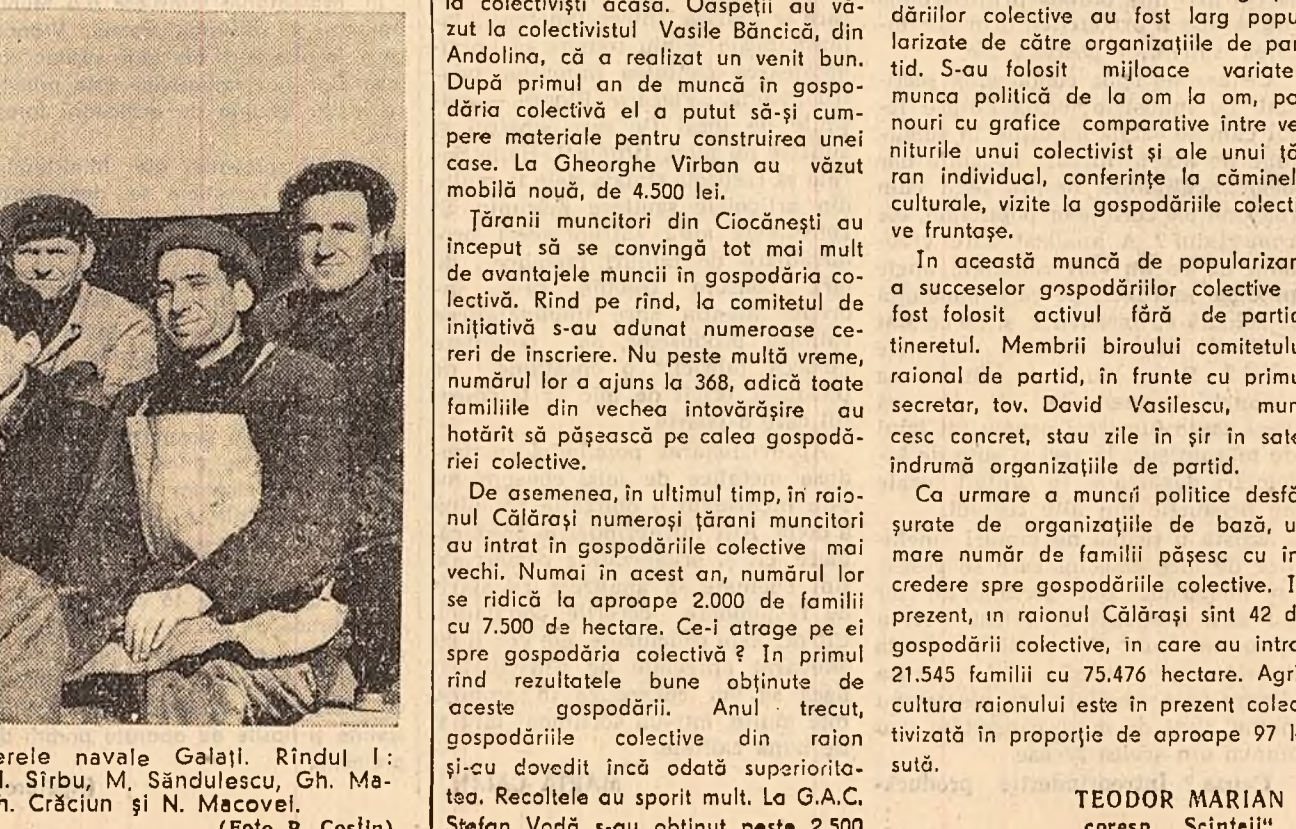 erele navale Galați. Rîndul I:
I. Sîrbu, M. Săndulescu, Gh. Ma-
h. Crăciun și N. Macovei.
(Foto R. Costin)
la colectiviști acasă. Oaspeții au vă-
zut la colectivistul Vasile Băncică, din
Andolina, că a realizat un venit bun.
După primul an de muncă în gospo-
dăria colectivă el a putut să-și cum-
pere materiale pentru construirea unei
case. La Gheorghe Vîrban au văzut
mobilă nouă, de 4.500 lei.
Țăranii muncitori din Ciocănești au
început să se convingă tot mai mult
de avantajele muncii în gospodăria co-
lectivă. Rînd pe rînd, la comitetul de
inițiativă s-au adunat numeroase ce-
reri de înscriere. Nu peste multă vreme,
numărul lor a ajuns la 368, adică toate
familiile din vechea întovărășire au
hotărît să pășească pe calea gospodă-
riei colective.
De asemenea, în ultimul timp, în raio-
nul Călărași numeroși țărani muncitori
au intrat în gospodăriile colective mai
vechi. Numai în acest an, numărul lor
se ridică la aproape 2.000 de familii
cu 7.500 de hectare. Ce-i atrage pe ei
spre gospodăria colectivă ? In primul
rînd rezultatele bune obținute de
aceste gospodării. Anul trecut,
gospodăriile colective din raion
și-au dovedit încă odată superiorita-
tea. Recoltele au sporit mult. La G.A.C.
Ștefan Vodă s-au obținut peste 2.500
dăriilor colective au fost larg popu
larizate de către organizațiile de par
tid. S-au folosit mijloace variate
munca politică de la om la om, pa
nouri cu grafice comparative între ve
niturile unui colectivist și ale unui ță
ran individual, conferințe la căminel
culturale, vizite la gospodăriile colecti
ve fruntașe.
In această muncă de popularizar
a succeselor gospodăriilor colective
fost folosit activul fără de partid
tineretul. Membrii biroului comitetulu
raional de partid, în frunte cu primu
secretar, tov. David Vasilescu, mun
cesc concret, stau zile în șir în sate
îndrumă organizațiile de partid.
Ca urmare a muncii politice desfă
șurate de organizațiile de bază, u
mare număr de familii pășesc cu în
credere spre gospodăriile colective. I
prezent, în raionul Călărași sînt 42 d
gospodării colective, în care au intra
21.545 familii cu 75.476 hectare. Agri
cultura raionului este în prezent colec
tivizată în proporție de aproape 97 l
sută.
TEODOR MARIAN
coresp. „Scînteii“